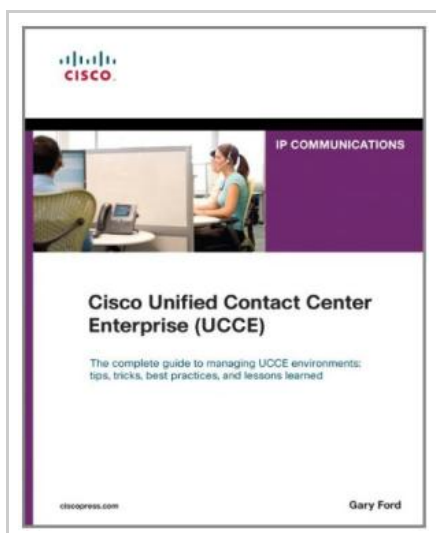 CISCO.
IP COMMUNICATIONS
Cisco Unified Contact Center
Enterprise (UCCE)
The complete guide to managing UCCE environments:
tips, tricks, best practices, and lessons learned
ciscopress.com
Gary Ford